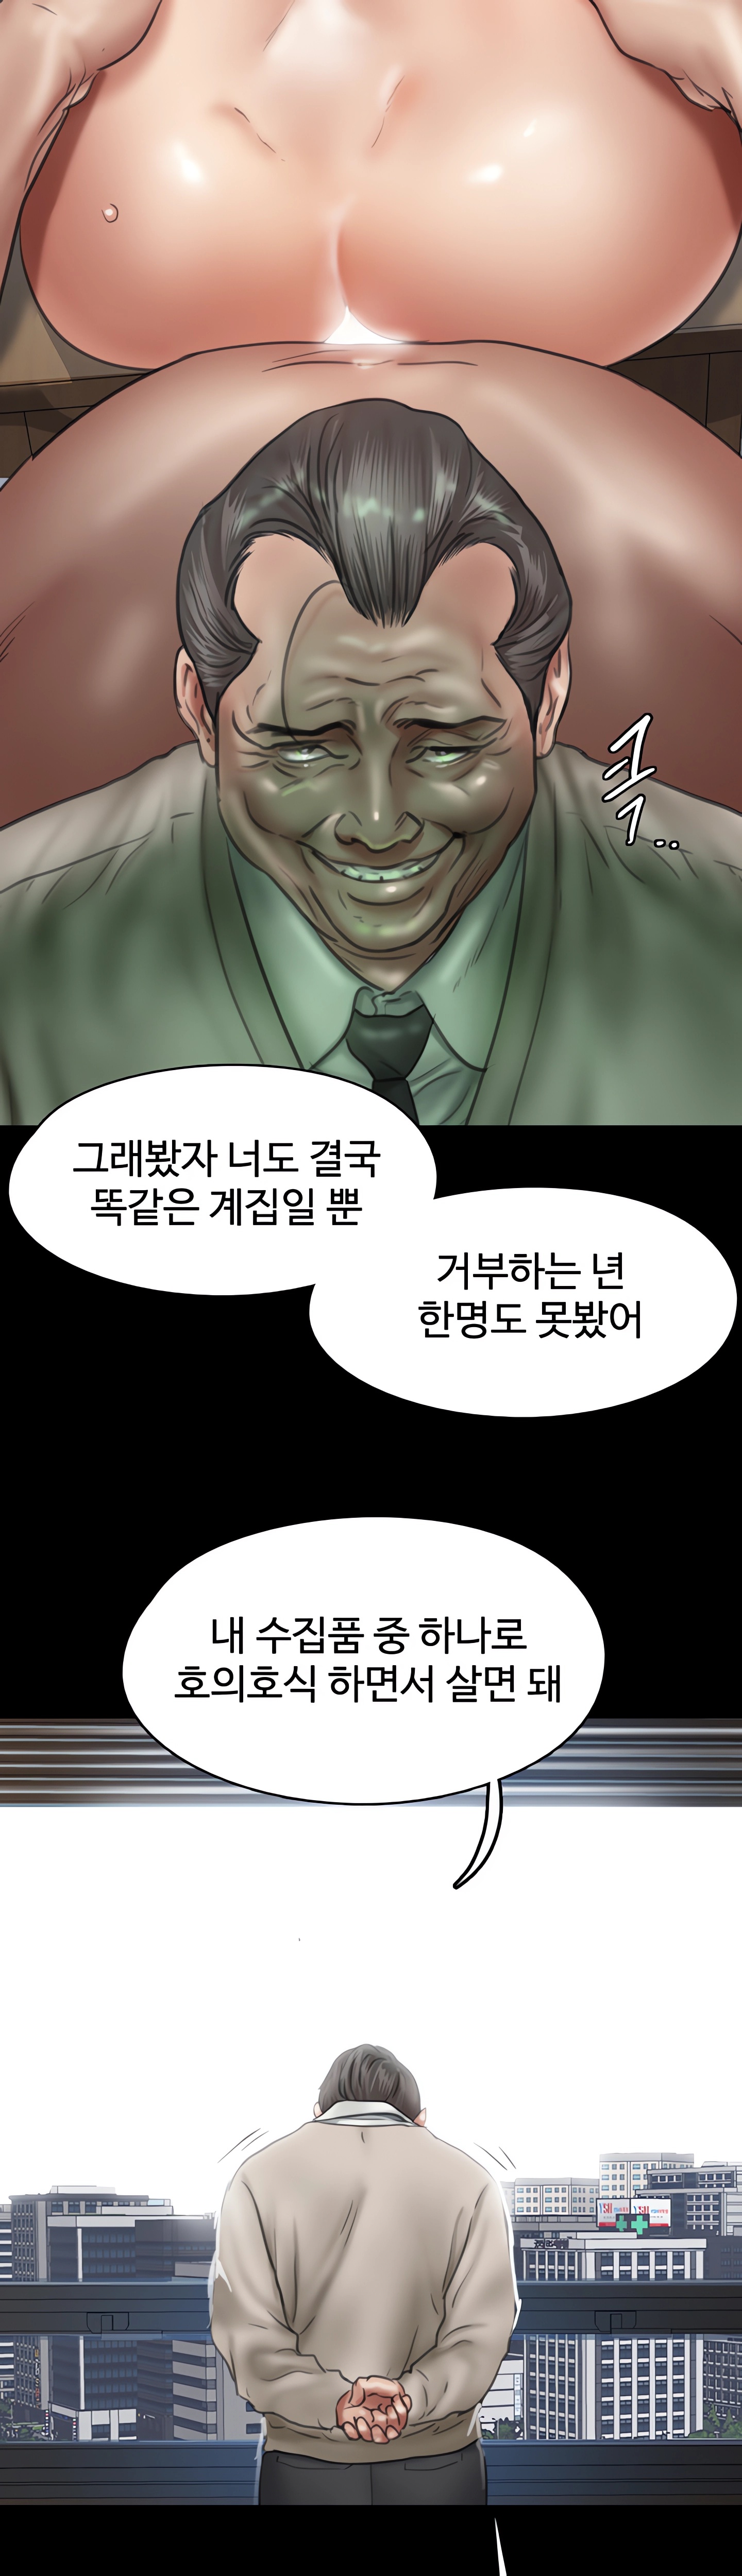 씨익..
그래봤자 너도 결국
똑같은 계집일 뿐
거부하는 년
한명도 못봤어
내 수집품 중 하나로
호의호식 하면서 살면 돼